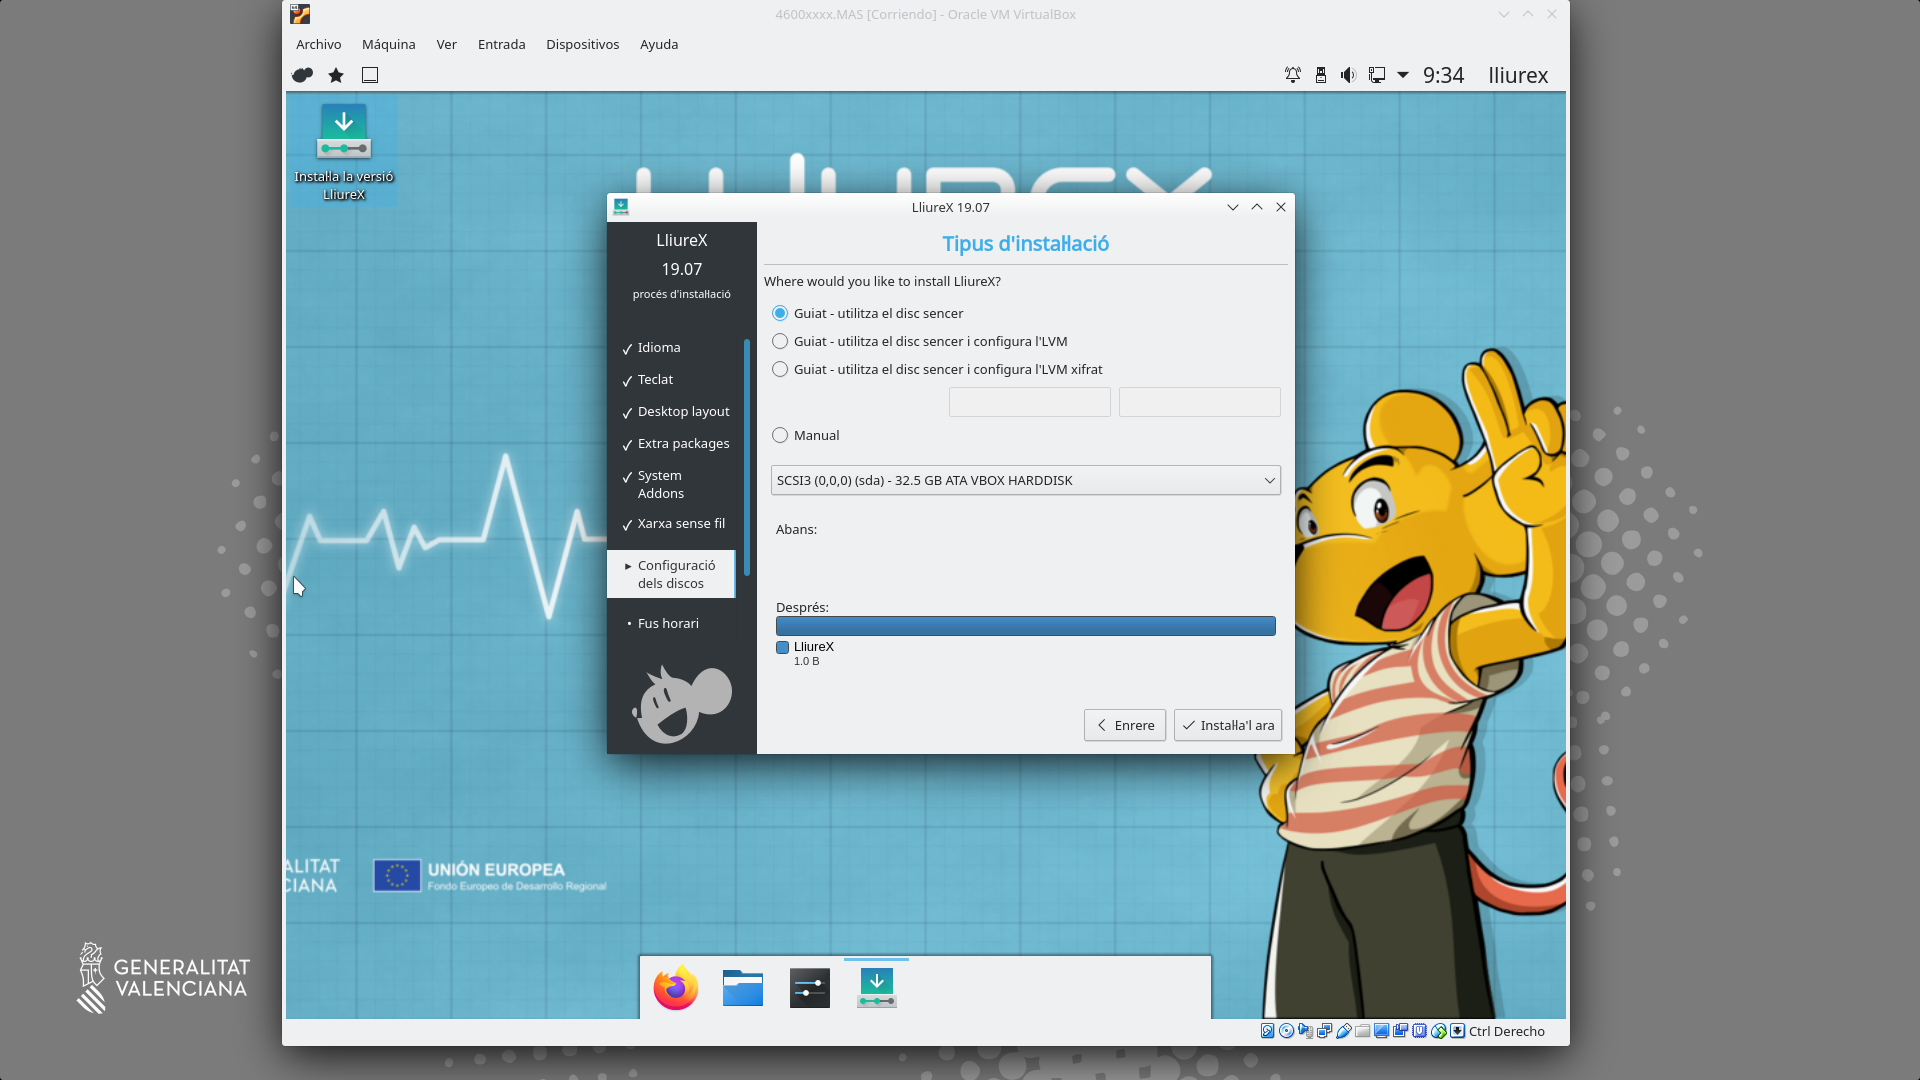 4600xxxx.MAS [Corriendo] - Oracle VM VirtualBox
Archivo Máquina Ver Entrada Dispositivos Ayuda
9:34 lliurex
Instal·la la versió
LliureX
LliureX 19.07
LliureX
19.07
procés d'instal·lació
Idioma
Teclat
Desktop layout
Extra packages
System
Addons
Xarxa sense fil
Configuració
dels discos
Fus horari
Tipus d'instal·lació
Where would you like to install LliureX?
Guiat - utilitza el disc sencer
Guiat - utilitza el disc sencer i configura l'LVM
Guiat - utilitza el disc sencer i configura l'LVM xifrat
Manual
SCSI3 (0,0,0) (sda) - 32.5 GB ATA VBOX HARDDISK
Abans:
Després:
LliureX
1.0 B
Enrere
Instal·la'l ara
ALITAT
CIANA
UNIÓN EUROPEA
Fondo Europeo de Desarrollo Regional
GENERALITAT
VALENCIANA
Ctrl Derecho